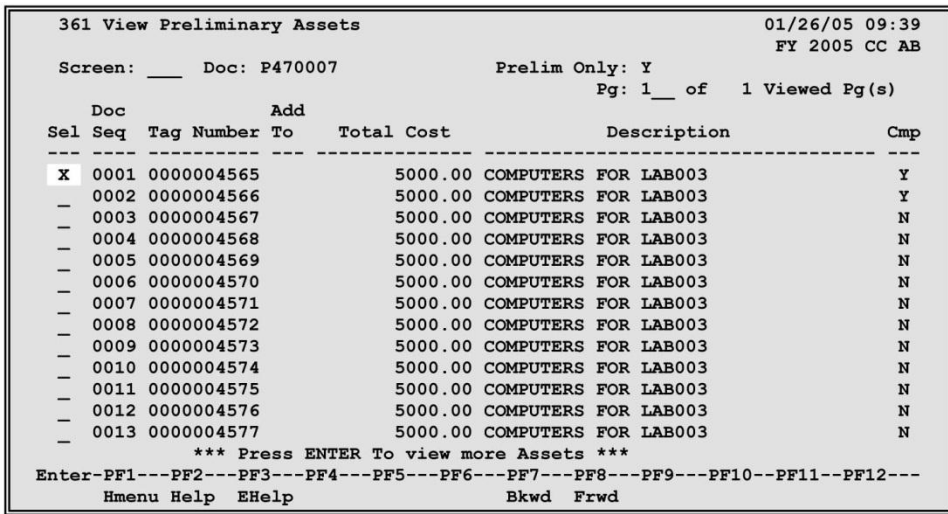 361 View Preliminary Assets 01/26/05 09:39
FY 2005 CC AB
Screen: ___ Doc: P470007 Prelim Only: Y
Pg: 1__ of 1 Viewed Pg(s)
Doc Add
Sel Seq Tag Number To Total Cost Description Cmp
--- ---- ---------- --- -------------- ----------------------------------- ---
X 0001 0000004565 5000.00 COMPUTERS FOR LAB003 Y
_ 0002 0000004566 5000.00 COMPUTERS FOR LAB003 Y
_ 0003 0000004567 5000.00 COMPUTERS FOR LAB003 N
_ 0004 0000004568 5000.00 COMPUTERS FOR LAB003 N
_ 0005 0000004569 5000.00 COMPUTERS FOR LAB003 N
_ 0006 0000004570 5000.00 COMPUTERS FOR LAB003 N
_ 0007 0000004571 5000.00 COMPUTERS FOR LAB003 N
_ 0008 0000004572 5000.00 COMPUTERS FOR LAB003 N
_ 0009 0000004573 5000.00 COMPUTERS FOR LAB003 N
_ 0010 0000004574 5000.00 COMPUTERS FOR LAB003 N
_ 0011 0000004575 5000.00 COMPUTERS FOR LAB003 N
_ 0012 0000004576 5000.00 COMPUTERS FOR LAB003 N
_ 0013 0000004577 5000.00 COMPUTERS FOR LAB003 N
*** Press ENTER To view more Assets ***
Enter-PF1---PF2---PF3---PF4---PF5---PF6---PF7---PF8---PF9---PF10--PF11--PF12---
Hmenu Help EHelp Bkwd Frwd